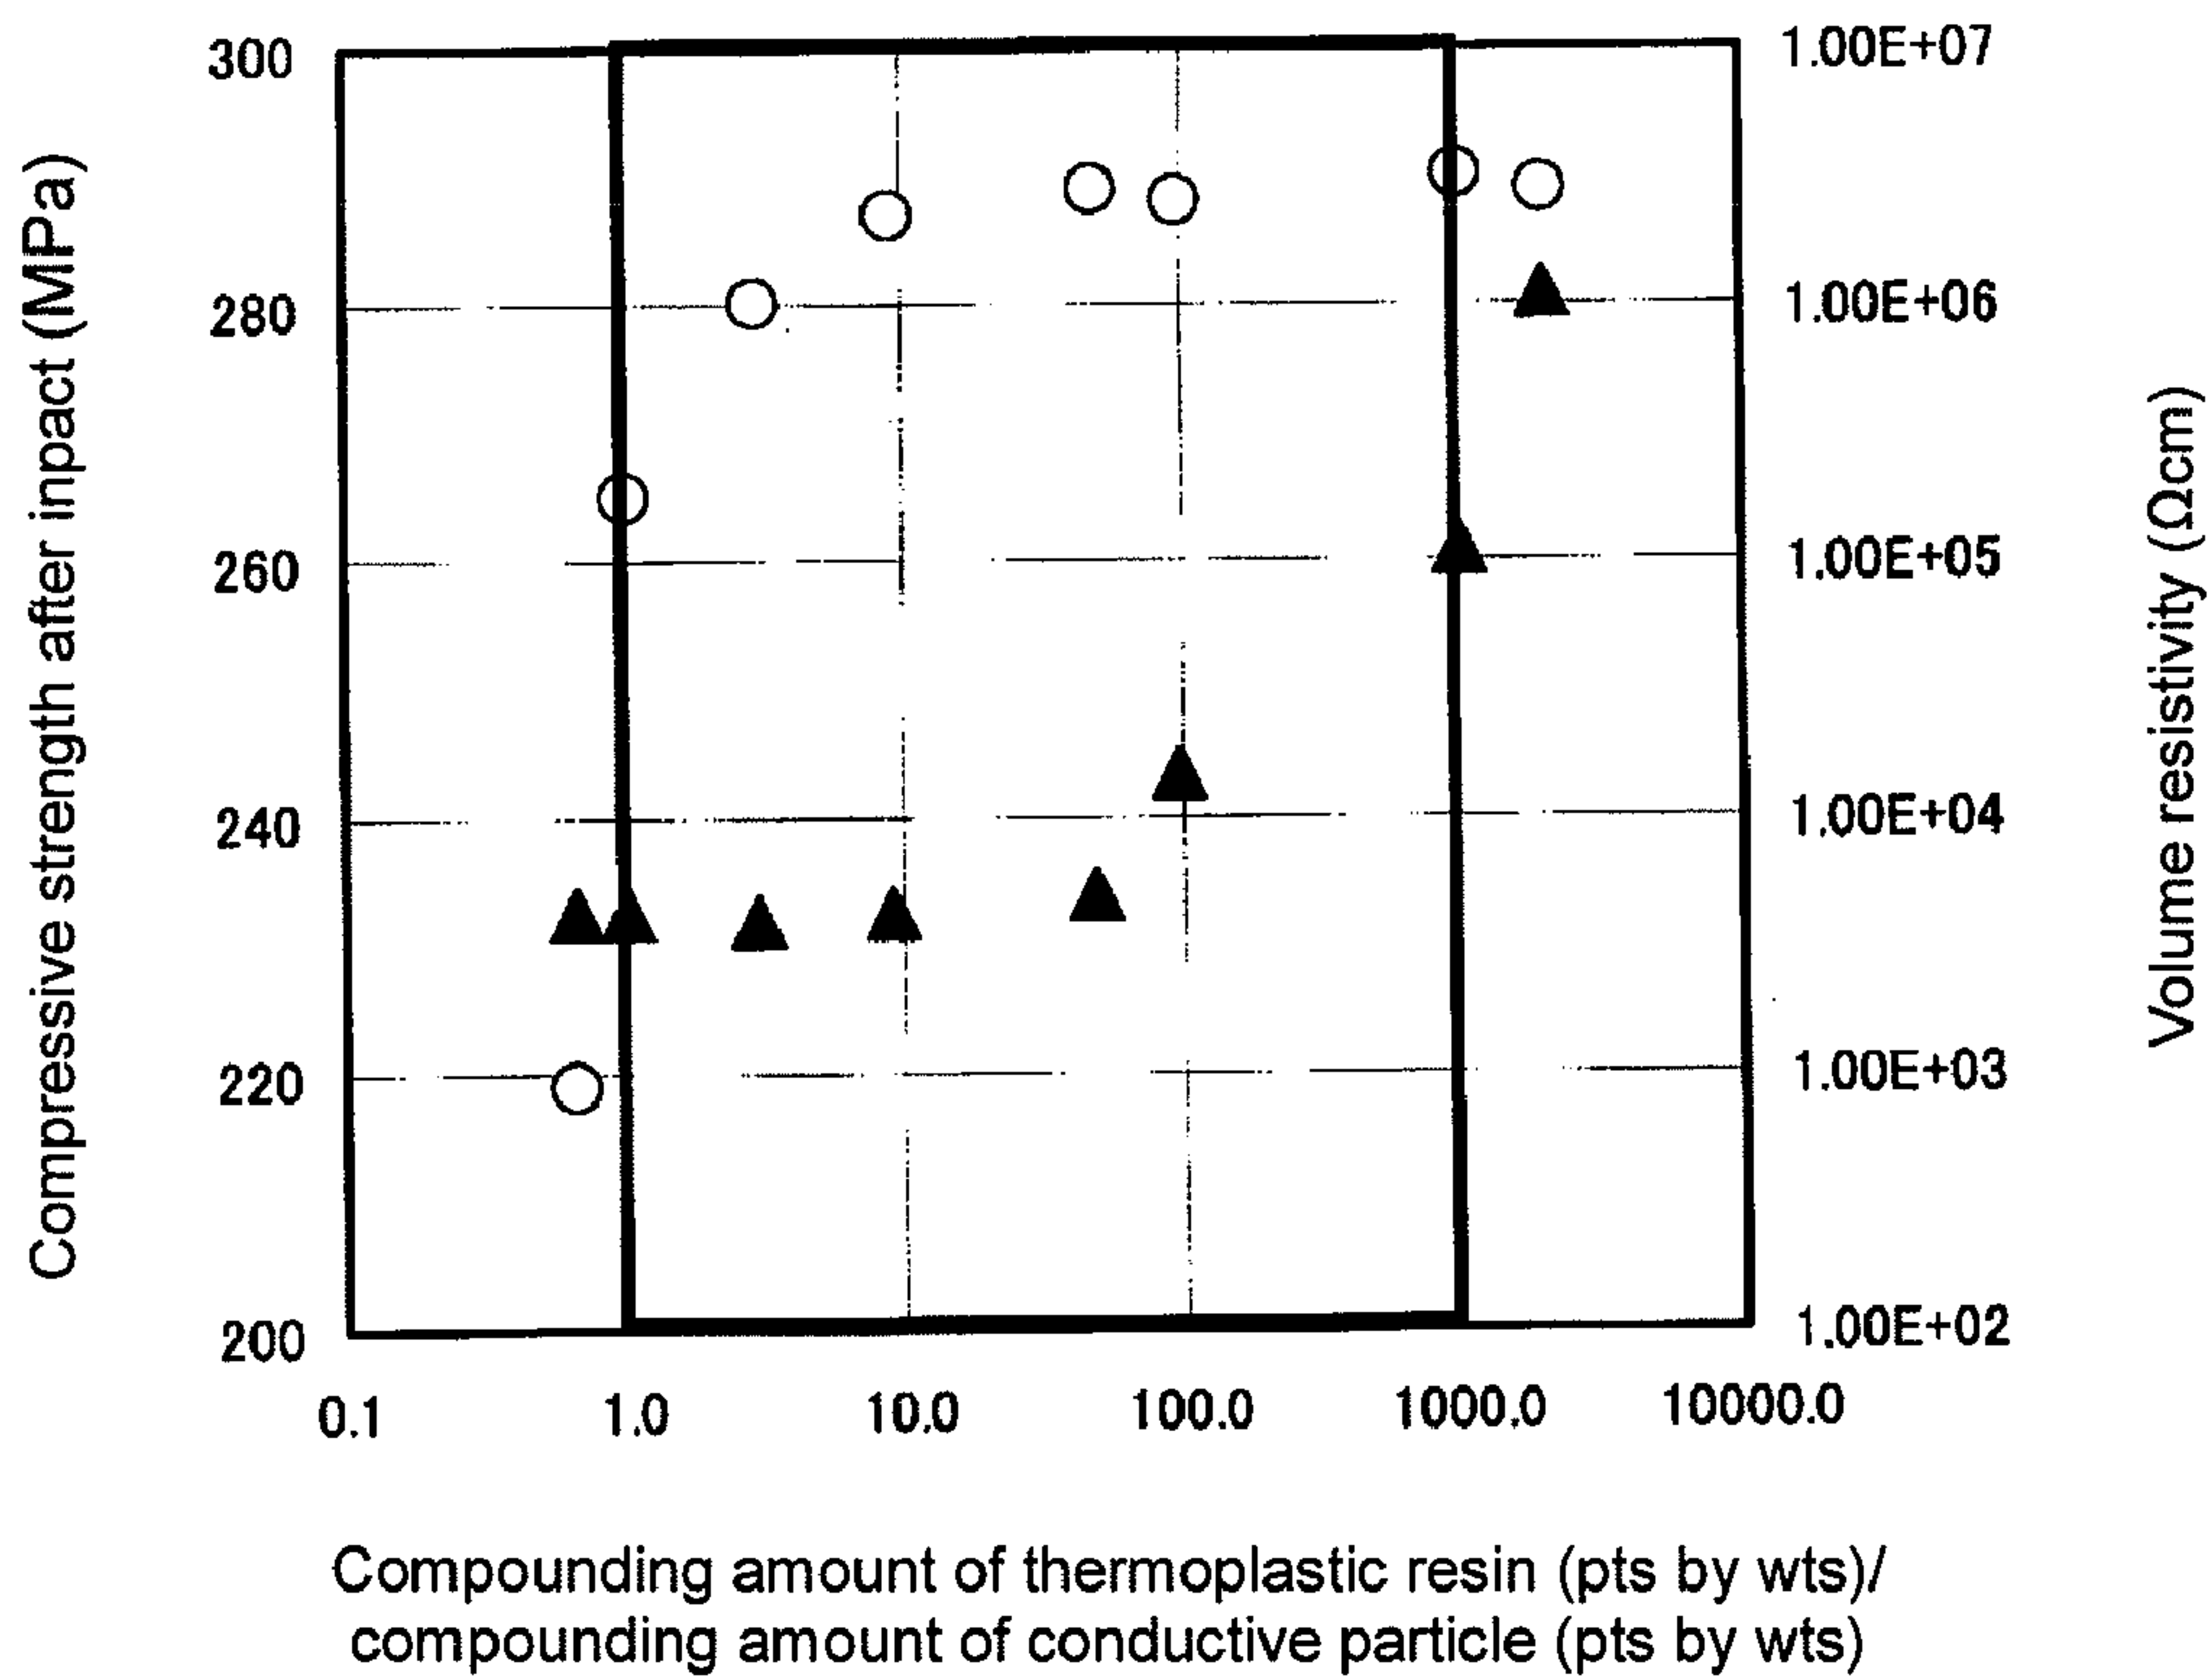 300
280
260
240
220
200
Compressive strength after inpact (MPa)
1.00E+07
1.00E+06
1.00E+05
1.00E+04
1.00E+03
1.00E+02
Volume resistivity (Ωcm)
0.1 1.0 10.0 100.0 1000.0 10000.0
Compounding amount of thermoplastic resin (pts by wts)/
compounding amount of conductive particle (pts by wts)